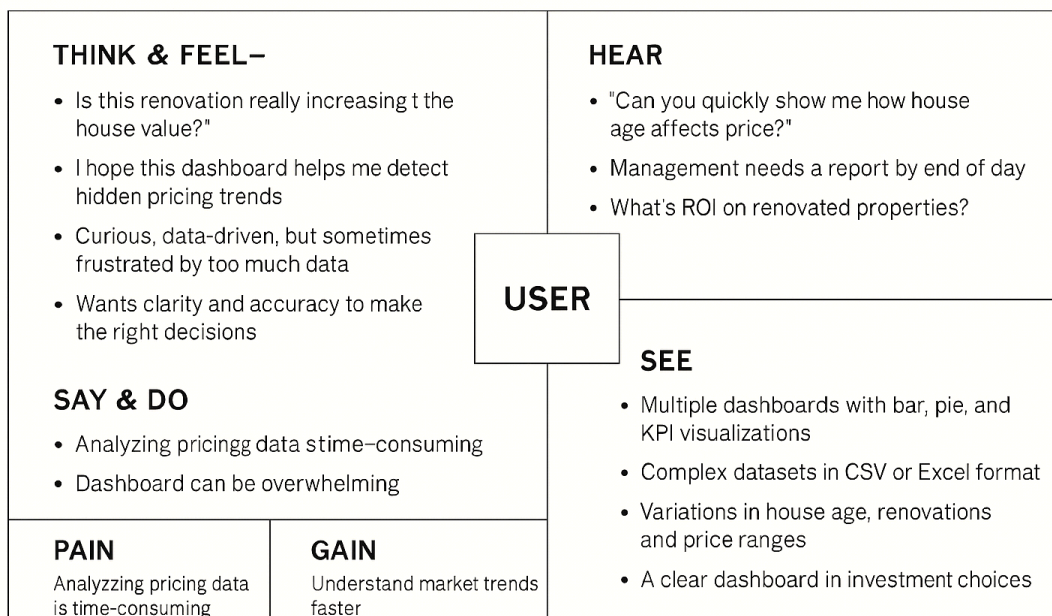 THINK & FEEL–
• Is this renovation really increasing t the
house value?"
• I hope this dashboard helps me detect
hidden pricing trends
• Curious, data-driven, but sometimes
frustrated by too much data
• Wants clarity and accuracy to make
the right decisions
SAY & DO
• Analyzing pricingg data stime–consuming
• Dashboard can be overwhelming
PAIN
Analyzzing pricing data
is time-consuming
GAIN
Understand market trends
faster
USER
HEAR
• "Can you quickly show me how house
age affects price?"
• Management needs a report by end of day
• What's ROI on renovated properties?
SEE
• Multiple dashboards with bar, pie, and
KPI visualizations
• Complex datasets in CSV or Excel format
• Variations in house age, renovations
and price ranges
• A clear dashboard in investment choices